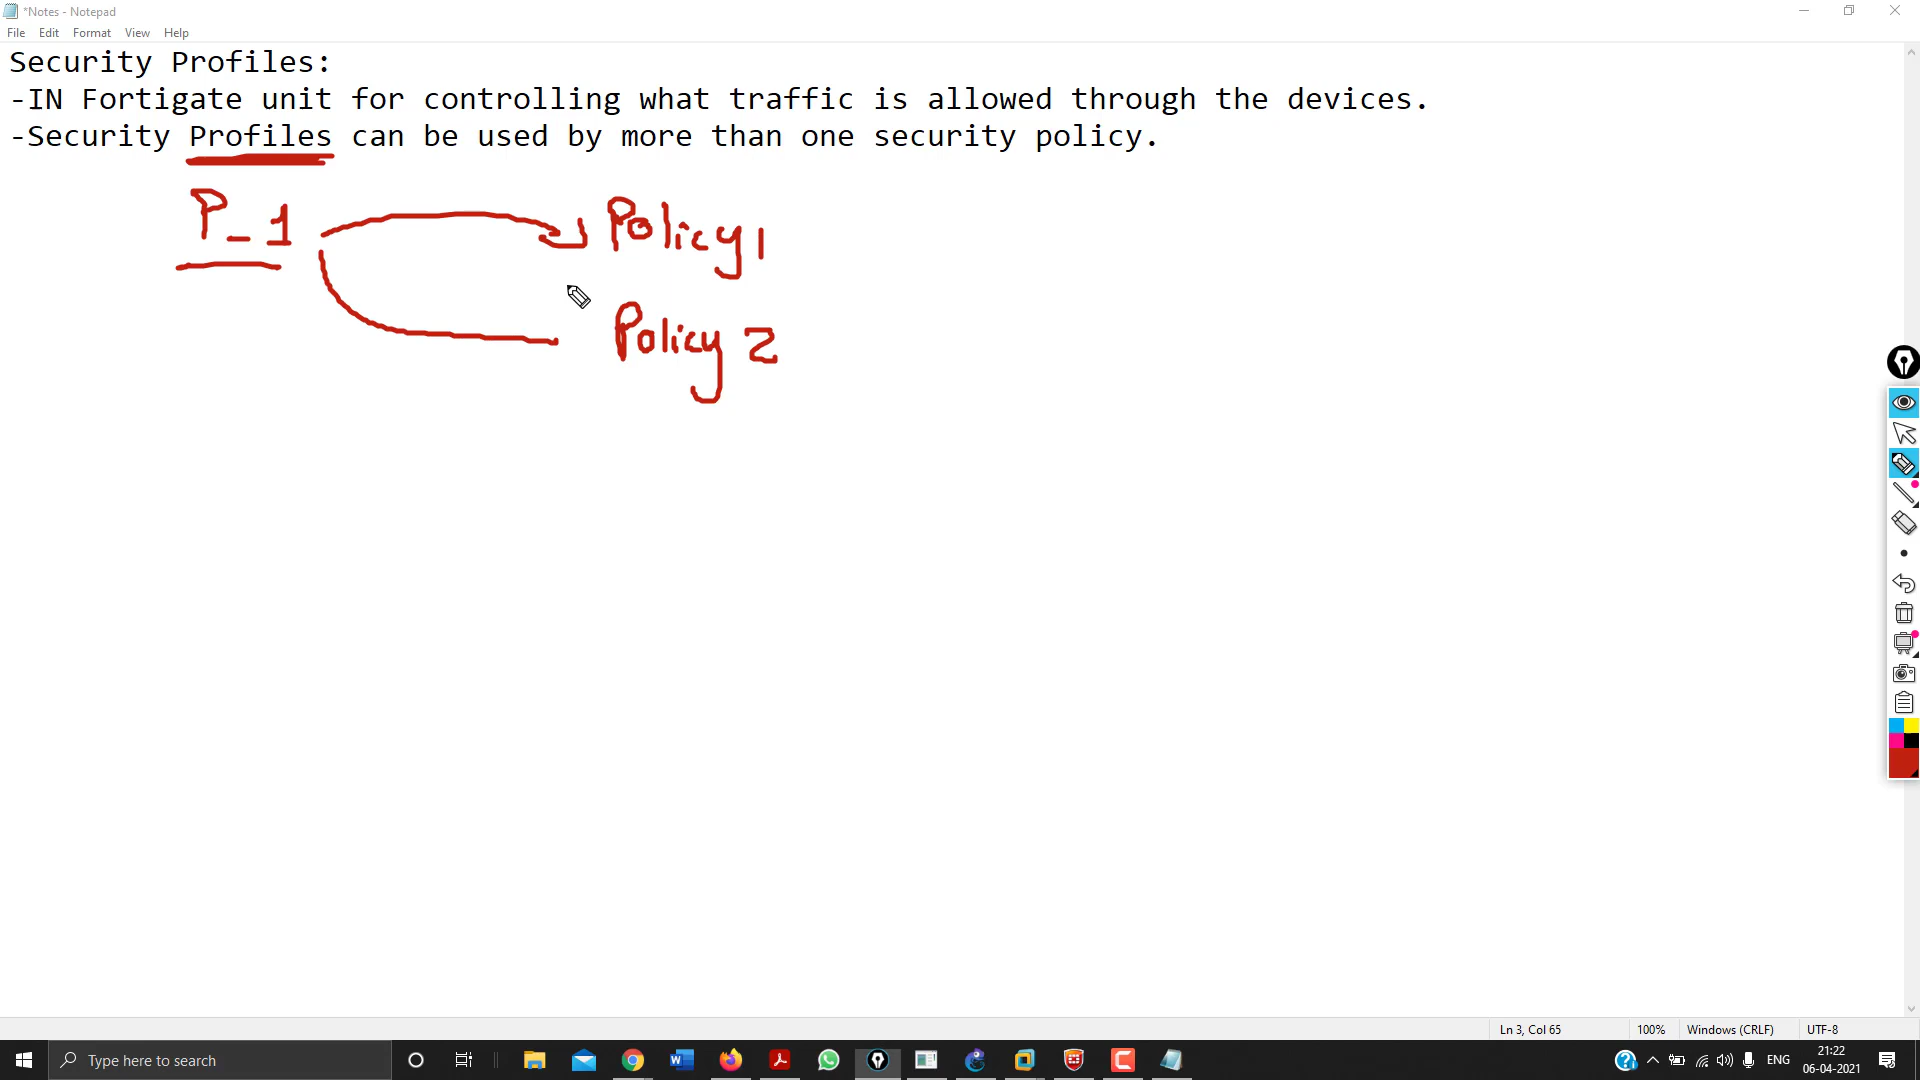 *Notes - Notepad
File Edit Format View Help
Security Profiles:
-IN Fortigate unit for controlling what traffic is allowed through the devices.
-Security Profiles can be used by more than one security policy.
P_1
Policy 1
Policy 2
Ln 3, Col 65 100% Windows (CRLF) UTF-8
Type here to search
ENG
21:22
06-04-2021